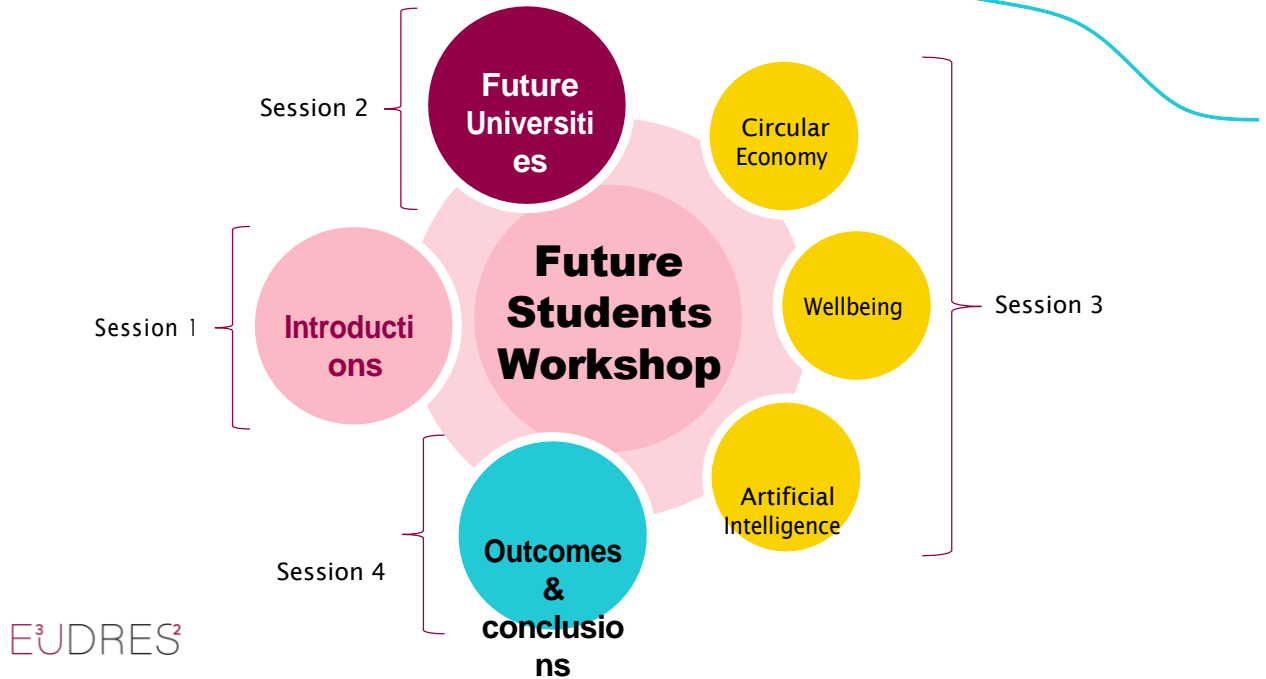 Session 2
Future
Universiti
es
Circular
Economy
Session 1
Introducti
ons
Future
Students
Workshop
Wellbeing
Session 3
Artificial
Intelligence
Session 4
Outcomes
&
conclusio
ns
E³UDRES²